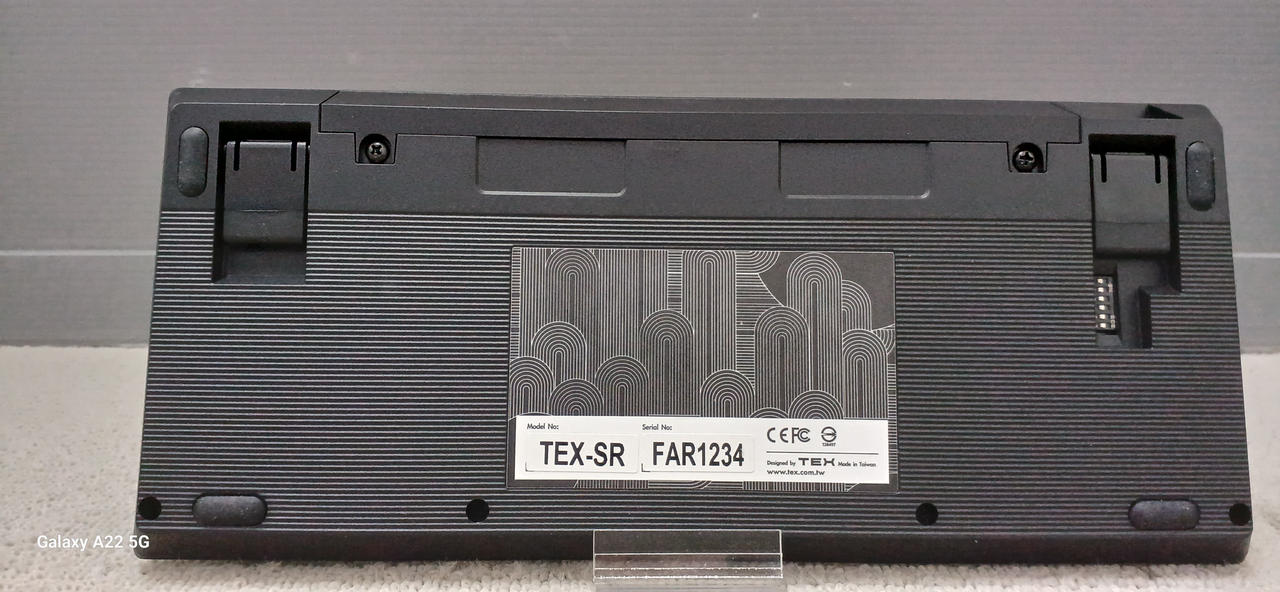 Model No:
Serial No:
TEX-SR
FAR1234
CE FC
Designed by TEX Made in Taiwan
www.tex.com.tw
Galaxy A22 5G